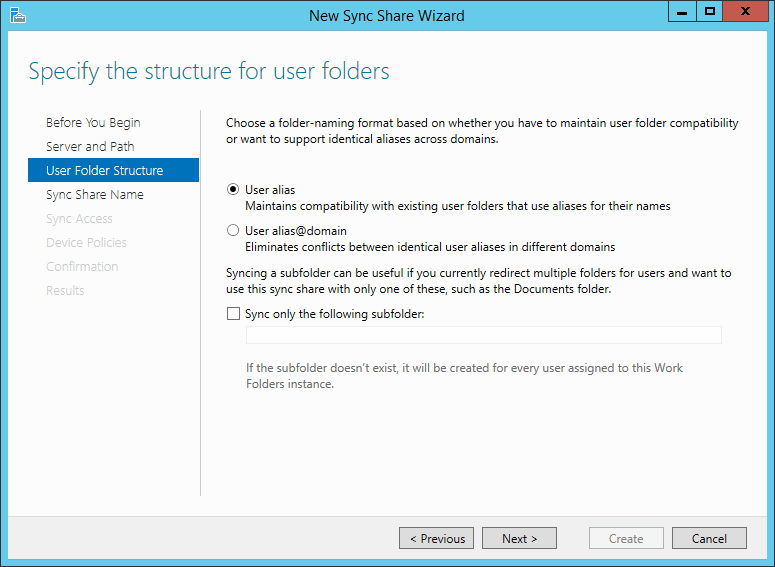 New Sync Share Wizard
Specify the structure for user folders
Before You Begin
Server and Path
User Folder Structure
Sync Share Name
Sync Access
Device Policies
Confirmation
Results
Choose a folder-naming format based on whether you have to maintain user folder compatibility
or want to support identical aliases across domains.
User alias
Maintains compatibility with existing user folders that use aliases for their names
User alias@domain
Eliminates conflicts between identical user aliases in different domains
Syncing a subfolder can be useful if you currently redirect multiple folders for users and want to
use this sync share with only one of these, such as the Documents folder.
Sync only the following subfolder:
If the subfolder doesn't exist, it will be created for every user assigned to this Work
Folders instance.
< Previous
Next >
Create
Cancel